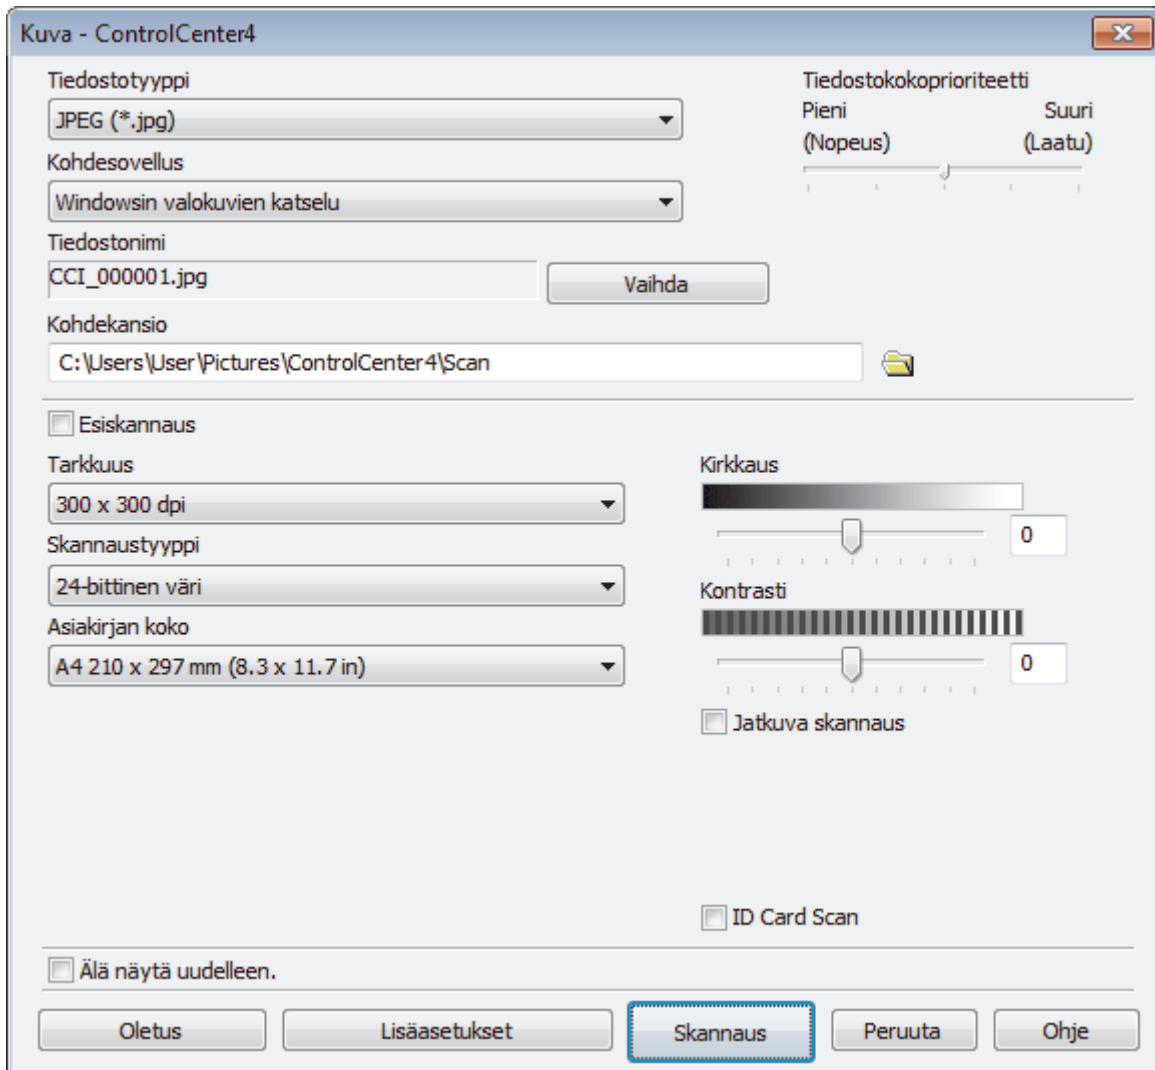 Kuva - ControlCenter4
Tiedostotyyppi
JPEG (*.jpg)
Tiedostokokoprioriteetti
Pieni Suuri
(Nopeus) (Laatu)
Kohdesovellus
Windowsin valokuvien katselu
Tiedostonimi
CCI_000001.jpg
Vaihda
Kohdekansio
C:\Users\User\Pictures\ControlCenter4\Scan
Esiskannaus
Tarkkuus
300 x 300 dpi
Skannaustyyppi
24-bittinen väri
Asiakirjan koko
A4 210 x 297 mm (8.3 x 11.7 in)
Kirkkaus
0
Kontrasti
0
Jatkuva skannaus
ID Card Scan
Älä näytä uudelleen.
Oletus Lisäasetukset Skannaus Peruuta Ohje